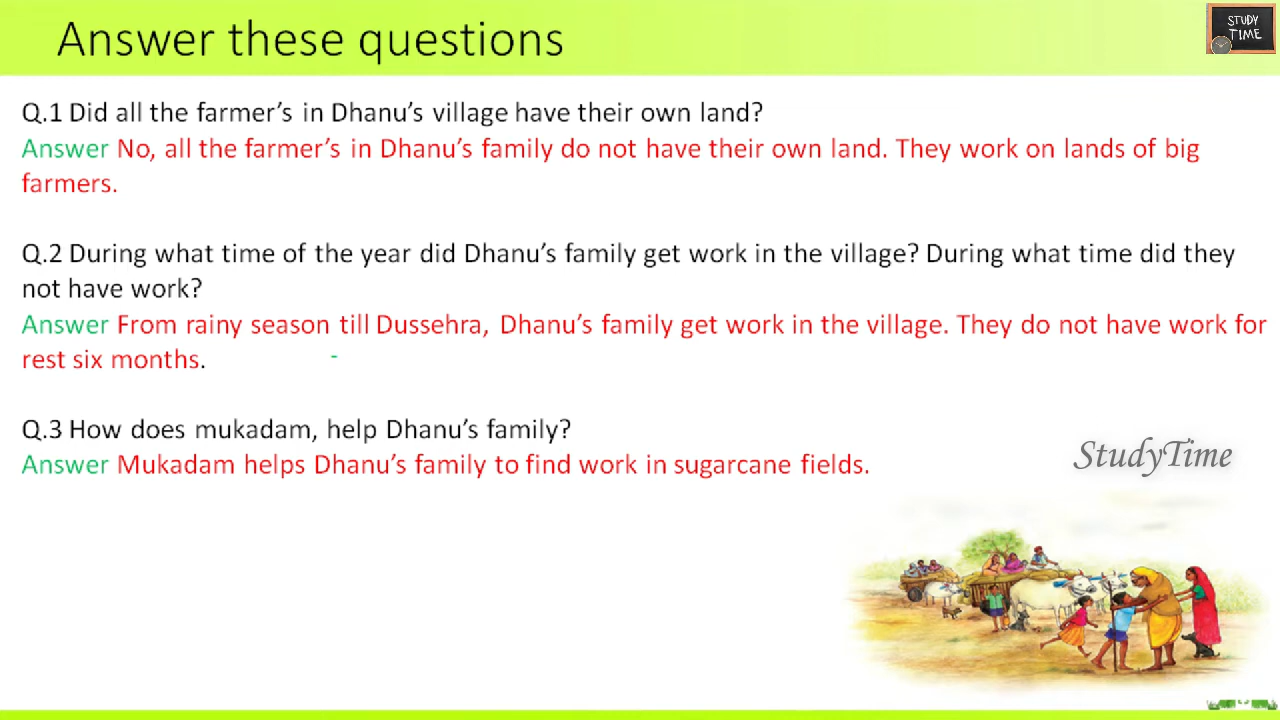 Answer these questions
STUDY
TIME
Q.1 Did all the farmer's in Dhanu's village have their own land?
Answer No, all the farmer's in Dhanu's family do not have their own land. They work on lands of big
farmers.
Q.2 During what time of the year did Dhanu's family get work in the village? During what time did they
not have work?
Answer From rainy season till Dussehra, Dhanu's family get work in the village. They do not have work for
rest six months.
Q.3 How does mukadam, help Dhanu's family?
Answer Mukadam helps Dhanu's family to find work in sugarcane fields.
StudyTime